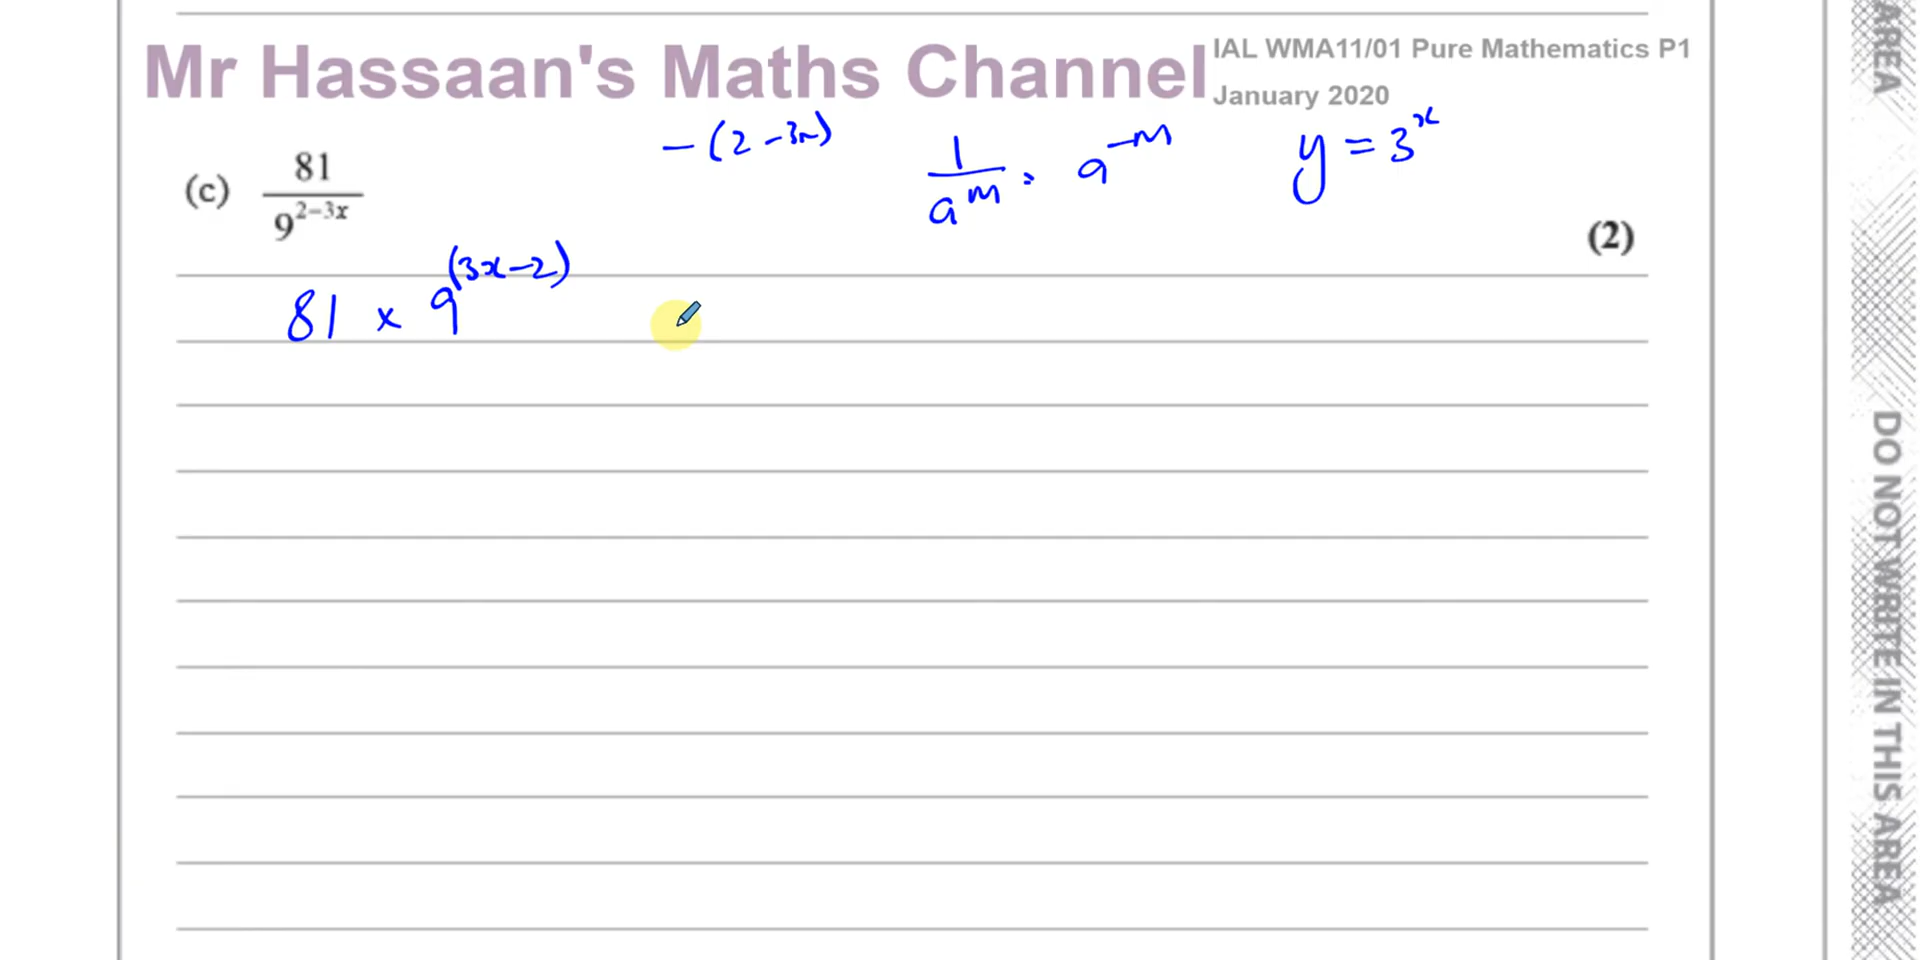 Mr Hassaan's Maths Channel
IAL WMA11/01 Pure Mathematics P1
January 2020
(c) 81 / 9^(2−3x)
−(2−3x)
1/a^m = a^−m
y = 3^x
(2)
81 × 9^(3x−2)
AREA
DO NOT WRITE IN THIS AREA